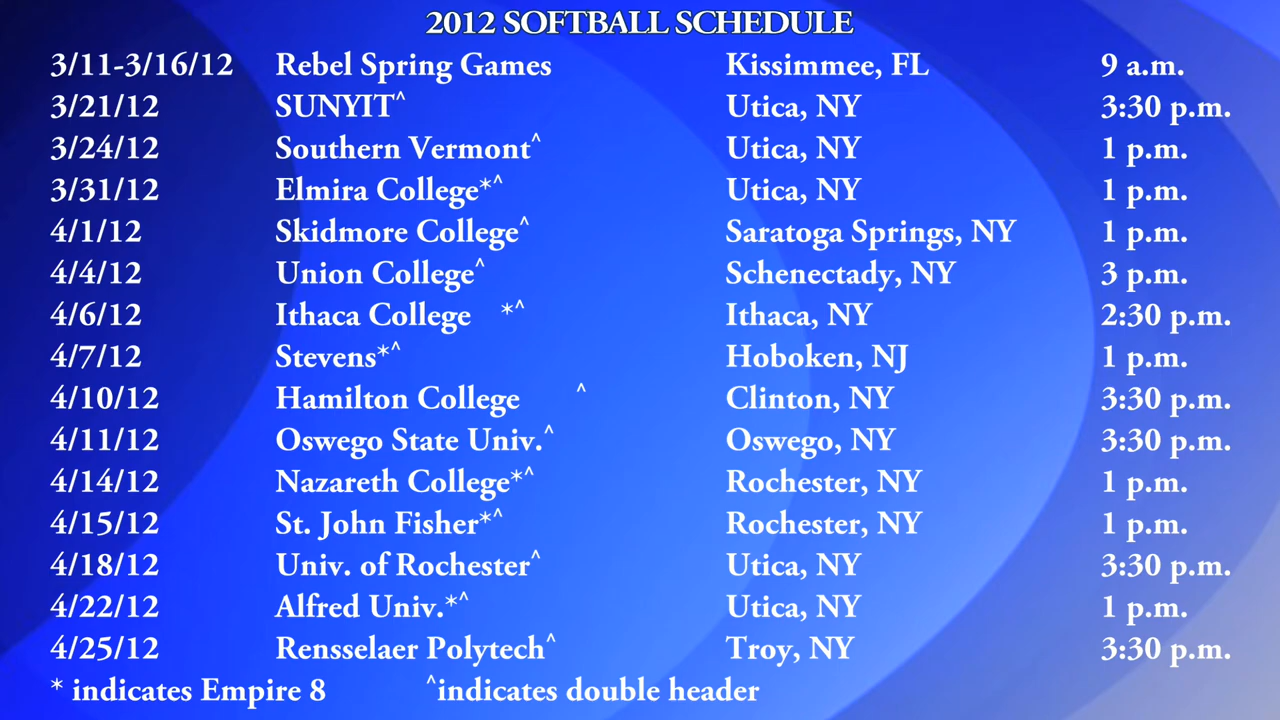 2012 SOFTBALL SCHEDULE
3/11-3/16/12 Rebel Spring Games Kissimmee, FL 9 a.m.
3/21/12 SUNYIT^ Utica, NY 3:30 p.m.
3/24/12 Southern Vermont^ Utica, NY 1 p.m.
3/31/12 Elmira College*^ Utica, NY 1 p.m.
4/1/12 Skidmore College^ Saratoga Springs, NY 1 p.m.
4/4/12 Union College^ Schenectady, NY 3 p.m.
4/6/12 Ithaca College *^ Ithaca, NY 2:30 p.m.
4/7/12 Stevens*^ Hoboken, NJ 1 p.m.
4/10/12 Hamilton College ^ Clinton, NY 3:30 p.m.
4/11/12 Oswego State Univ.^ Oswego, NY 3:30 p.m.
4/14/12 Nazareth College*^ Rochester, NY 1 p.m.
4/15/12 St. John Fisher*^ Rochester, NY 1 p.m.
4/18/12 Univ. of Rochester^ Utica, NY 3:30 p.m.
4/22/12 Alfred Univ.*^ Utica, NY 1 p.m.
4/25/12 Rensselaer Polytech^ Troy, NY 3:30 p.m.
* indicates Empire 8 ^indicates double header